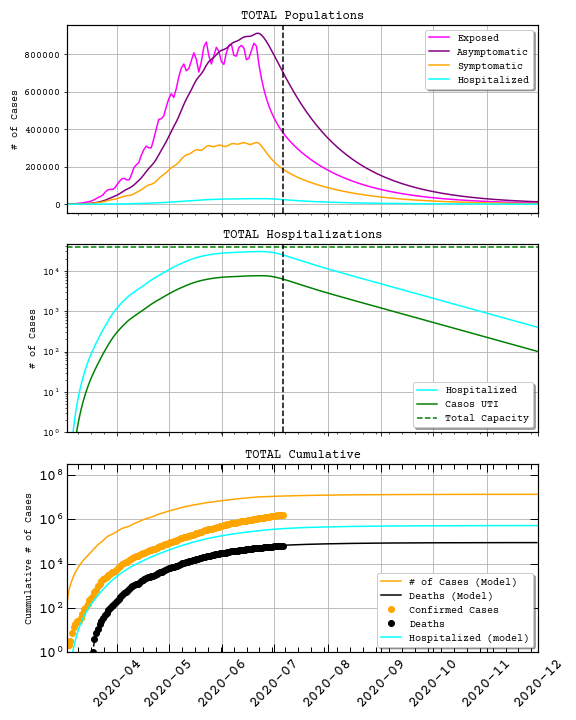 TOTAL Populations
# of Cases
800000
600000
400000
200000
0
Exposed
Asymptomatic
Symptomatic
Hospitalized
TOTAL Hospitalizations
# of Cases
10⁴
10³
10²
10¹
10⁰
Hospitalized
Casos UTI
Total Capacity
TOTAL Cumulative
Cummulative # of Cases
10⁸
10⁶
10⁴
10²
10⁰
# of Cases (Model)
Deaths (Model)
Confirmed Cases
Deaths
Hospitalized (model)
2020-04
2020-05
2020-06
2020-07
2020-08
2020-09
2020-10
2020-11
2020-12